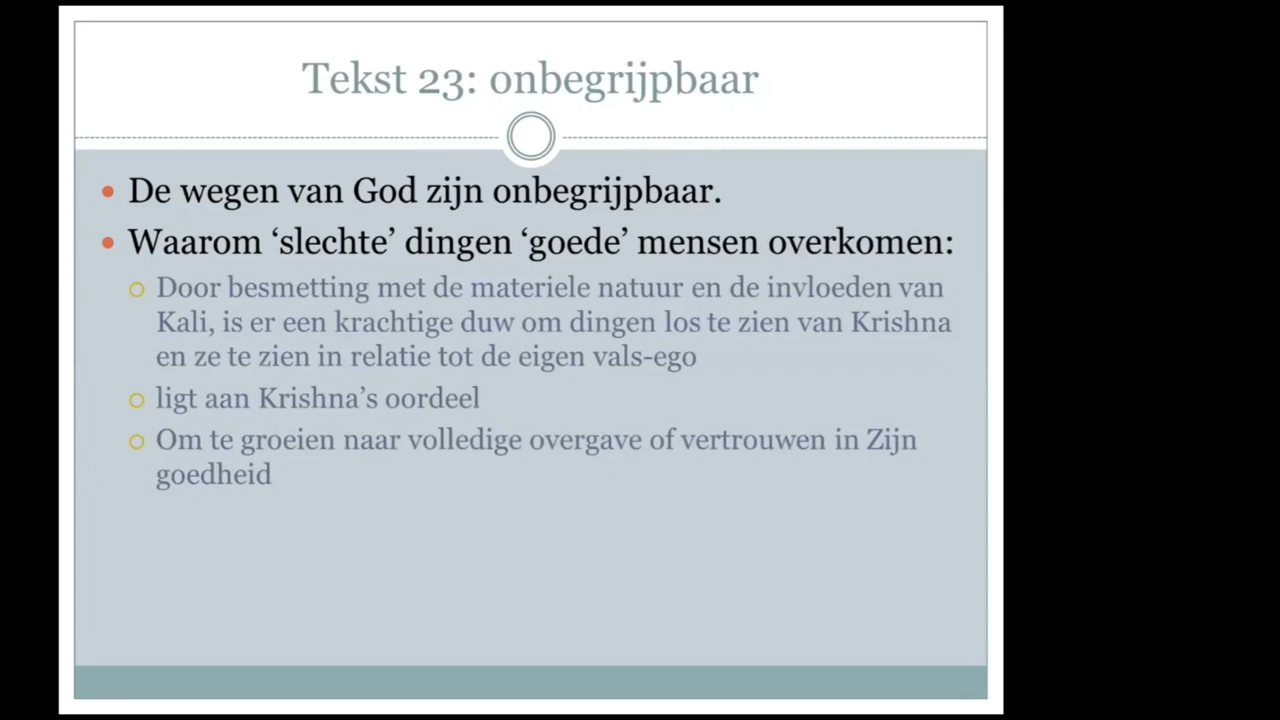 Tekst 23: onbegrijpbaar
De wegen van God zijn onbegrijpbaar.
Waarom ‘slechte’ dingen ‘goede’ mensen overkomen:
Door besmetting met de materiele natuur en de invloeden van
Kali, is er een krachtige duw om dingen los te zien van Krishna
en ze te zien in relatie tot de eigen vals-ego
ligt aan Krishna’s oordeel
Om te groeien naar volledige overgave of vertrouwen in Zijn
goedheid